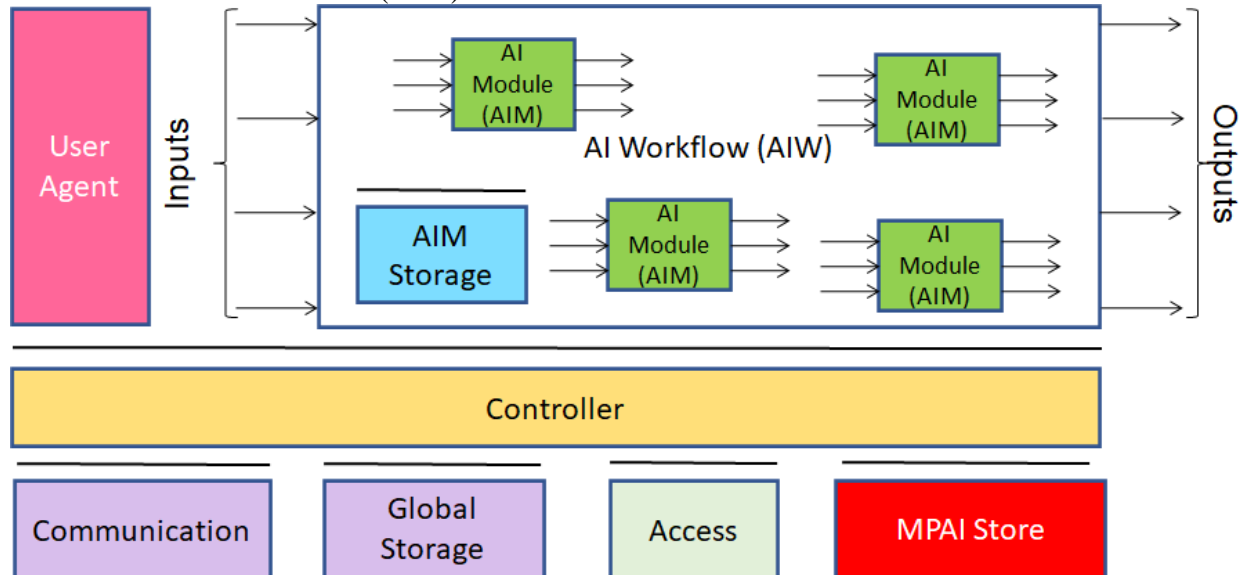 User
Agent
Inputs
AI
Module
(AIM)
AI
Module
(AIM)
AI Workflow (AIW)
AIM
Storage
AI
Module
(AIM)
AI
Module
(AIM)
Outputs
Controller
Communication
Global
Storage
Access
MPAI Store